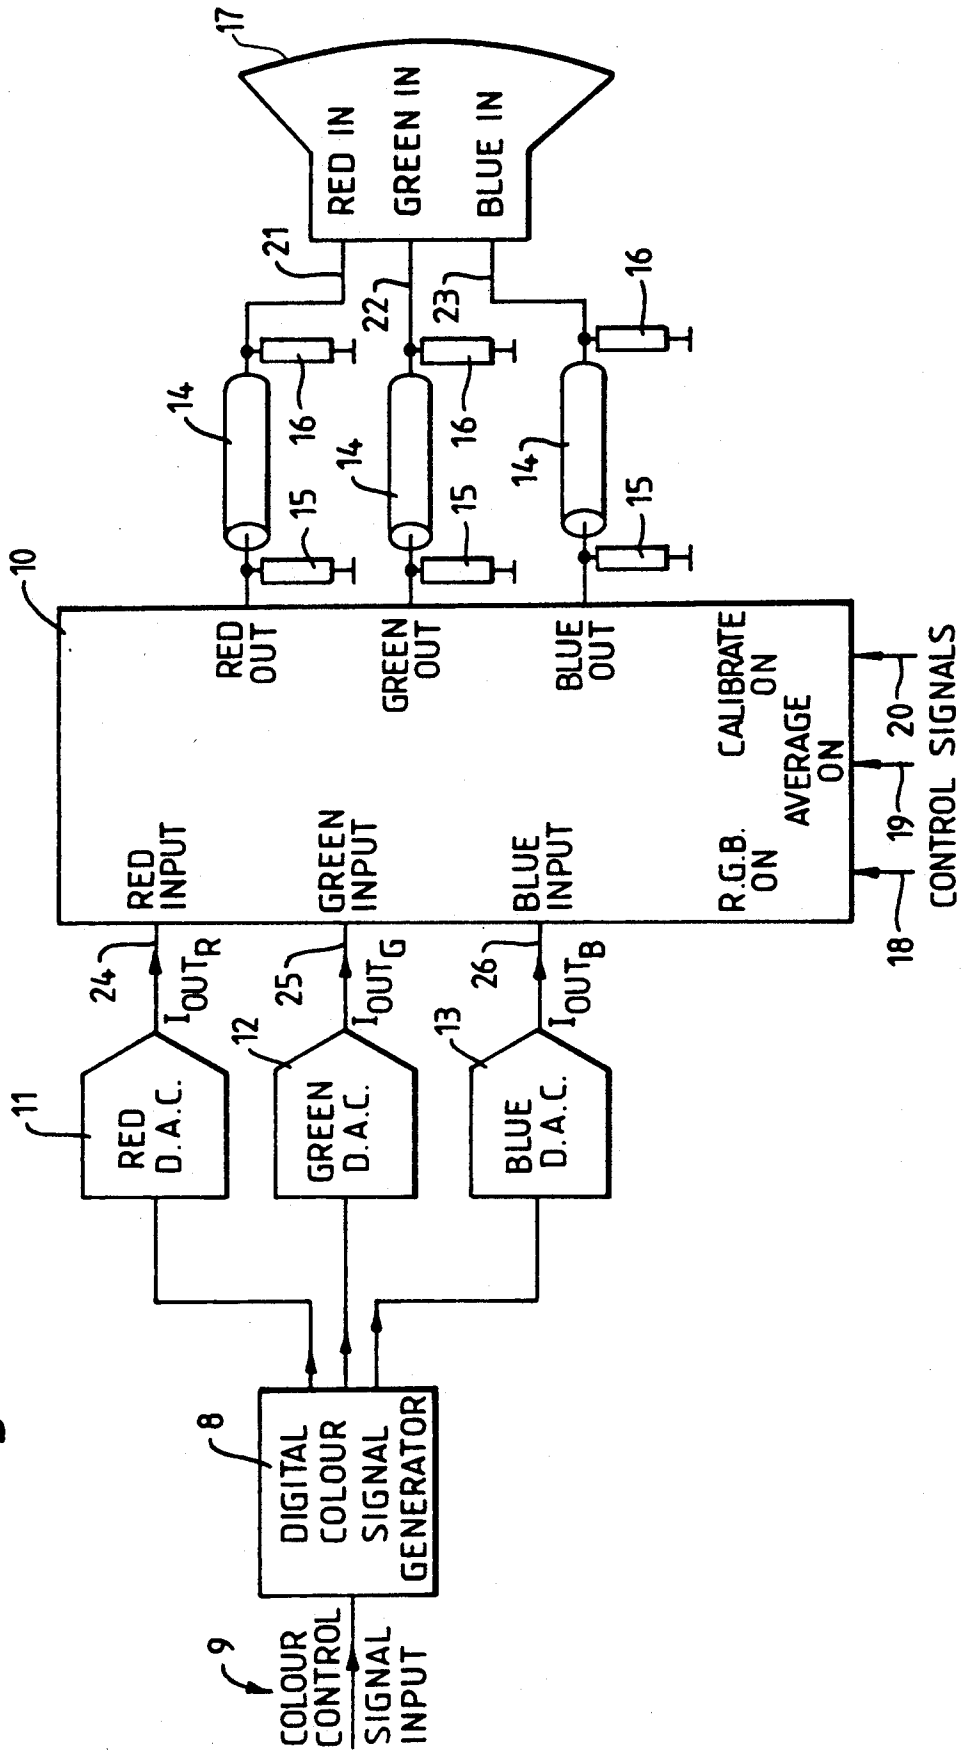 9
COLOUR
CONTROL
SIGNAL
INPUT
8
DIGITAL
COLOUR
SIGNAL
GENERATOR
11
RED
D.A.C.
24
IOUTR
12
GREEN
D.A.C.
25
IOUTG
13
BLUE
D.A.C.
26
IOUTB
10
RED
INPUT
GREEN
INPUT
BLUE
INPUT
RED
OUT
GREEN
OUT
BLUE
OUT
R.G.B.
ON
AVERAGE
ON
CALIBRATE
ON
18
19
20
CONTROL SIGNALS
14
15
16
21
14
15
16
22
14
15
16
23
17
RED IN
GREEN IN
BLUE IN